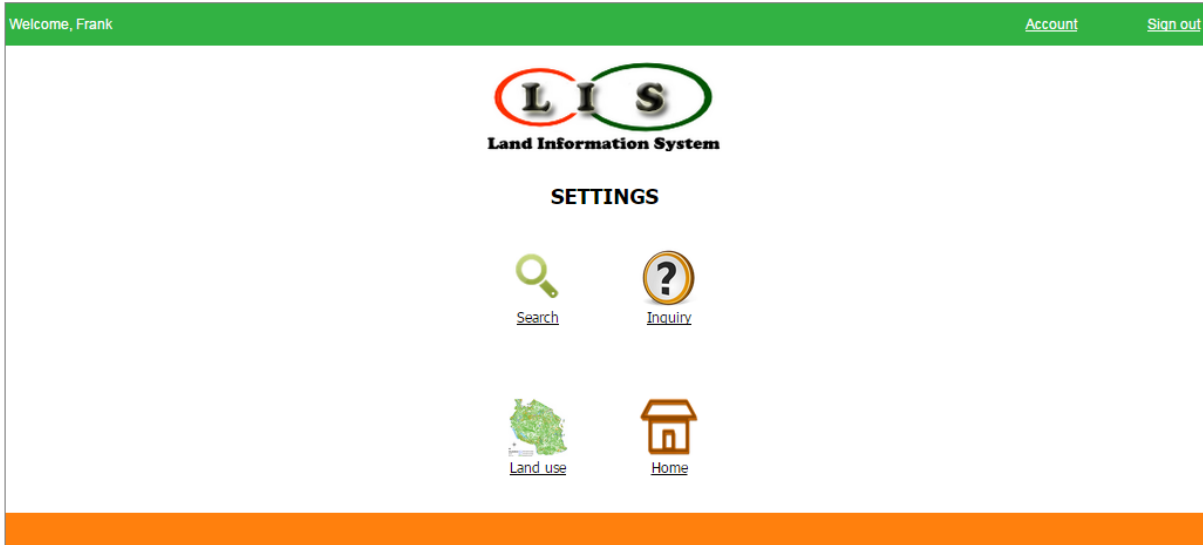 Welcome, Frank Account Sign out
L I S
Land Information System
SETTINGS
?
Search Inquiry
Land use Home